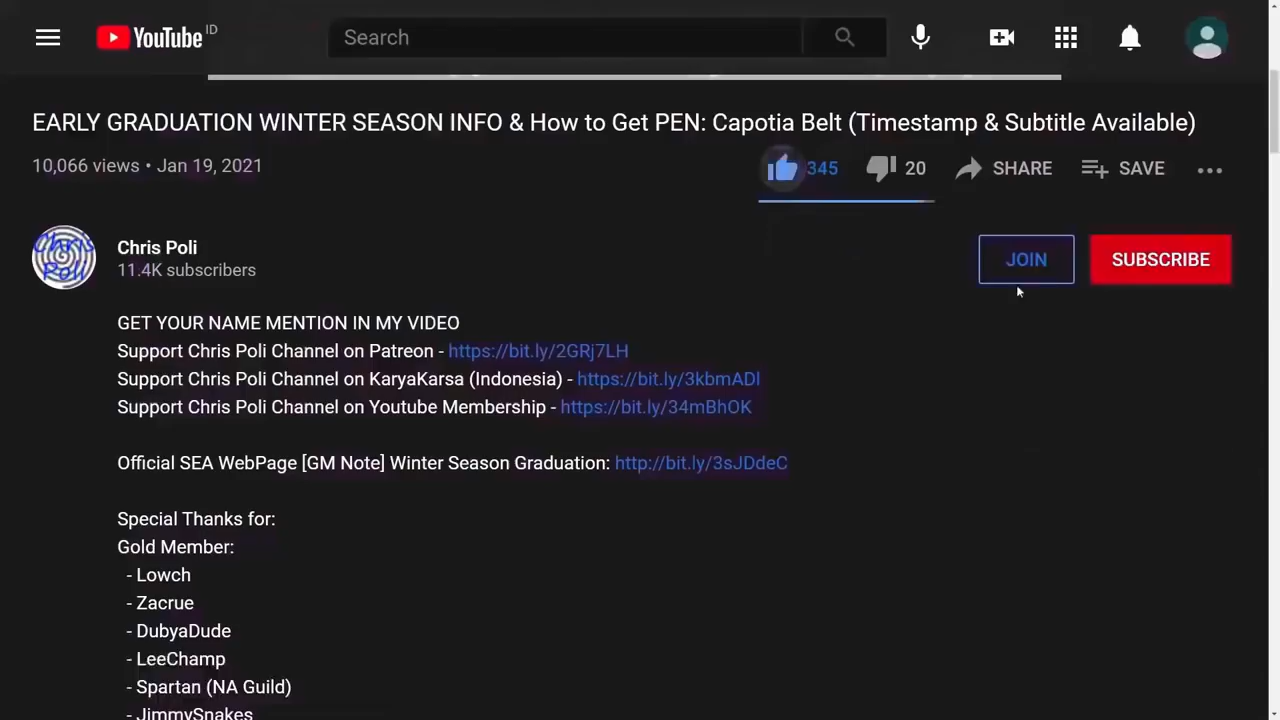 YouTube ID
Search
EARLY GRADUATION WINTER SEASON INFO & How to Get PEN: Capotia Belt (Timestamp & Subtitle Available)
10,066 views • Jan 19, 2021
345 20 SHARE SAVE
Chris Poli
Chris Poli
11.4K subscribers
JOIN SUBSCRIBE
GET YOUR NAME MENTION IN MY VIDEO
Support Chris Poli Channel on Patreon - https://bit.ly/2GRj7LH
Support Chris Poli Channel on KaryaKarsa (Indonesia) - https://bit.ly/3kbmADl
Support Chris Poli Channel on Youtube Membership - https://bit.ly/34mBhOK
Official SEA WebPage [GM Note] Winter Season Graduation: http://bit.ly/3sJDdeC
Special Thanks for:
Gold Member:
- Lowch
- Zacrue
- DubyaDude
- LeeChamp
- Spartan (NA Guild)
- JimmySnakes